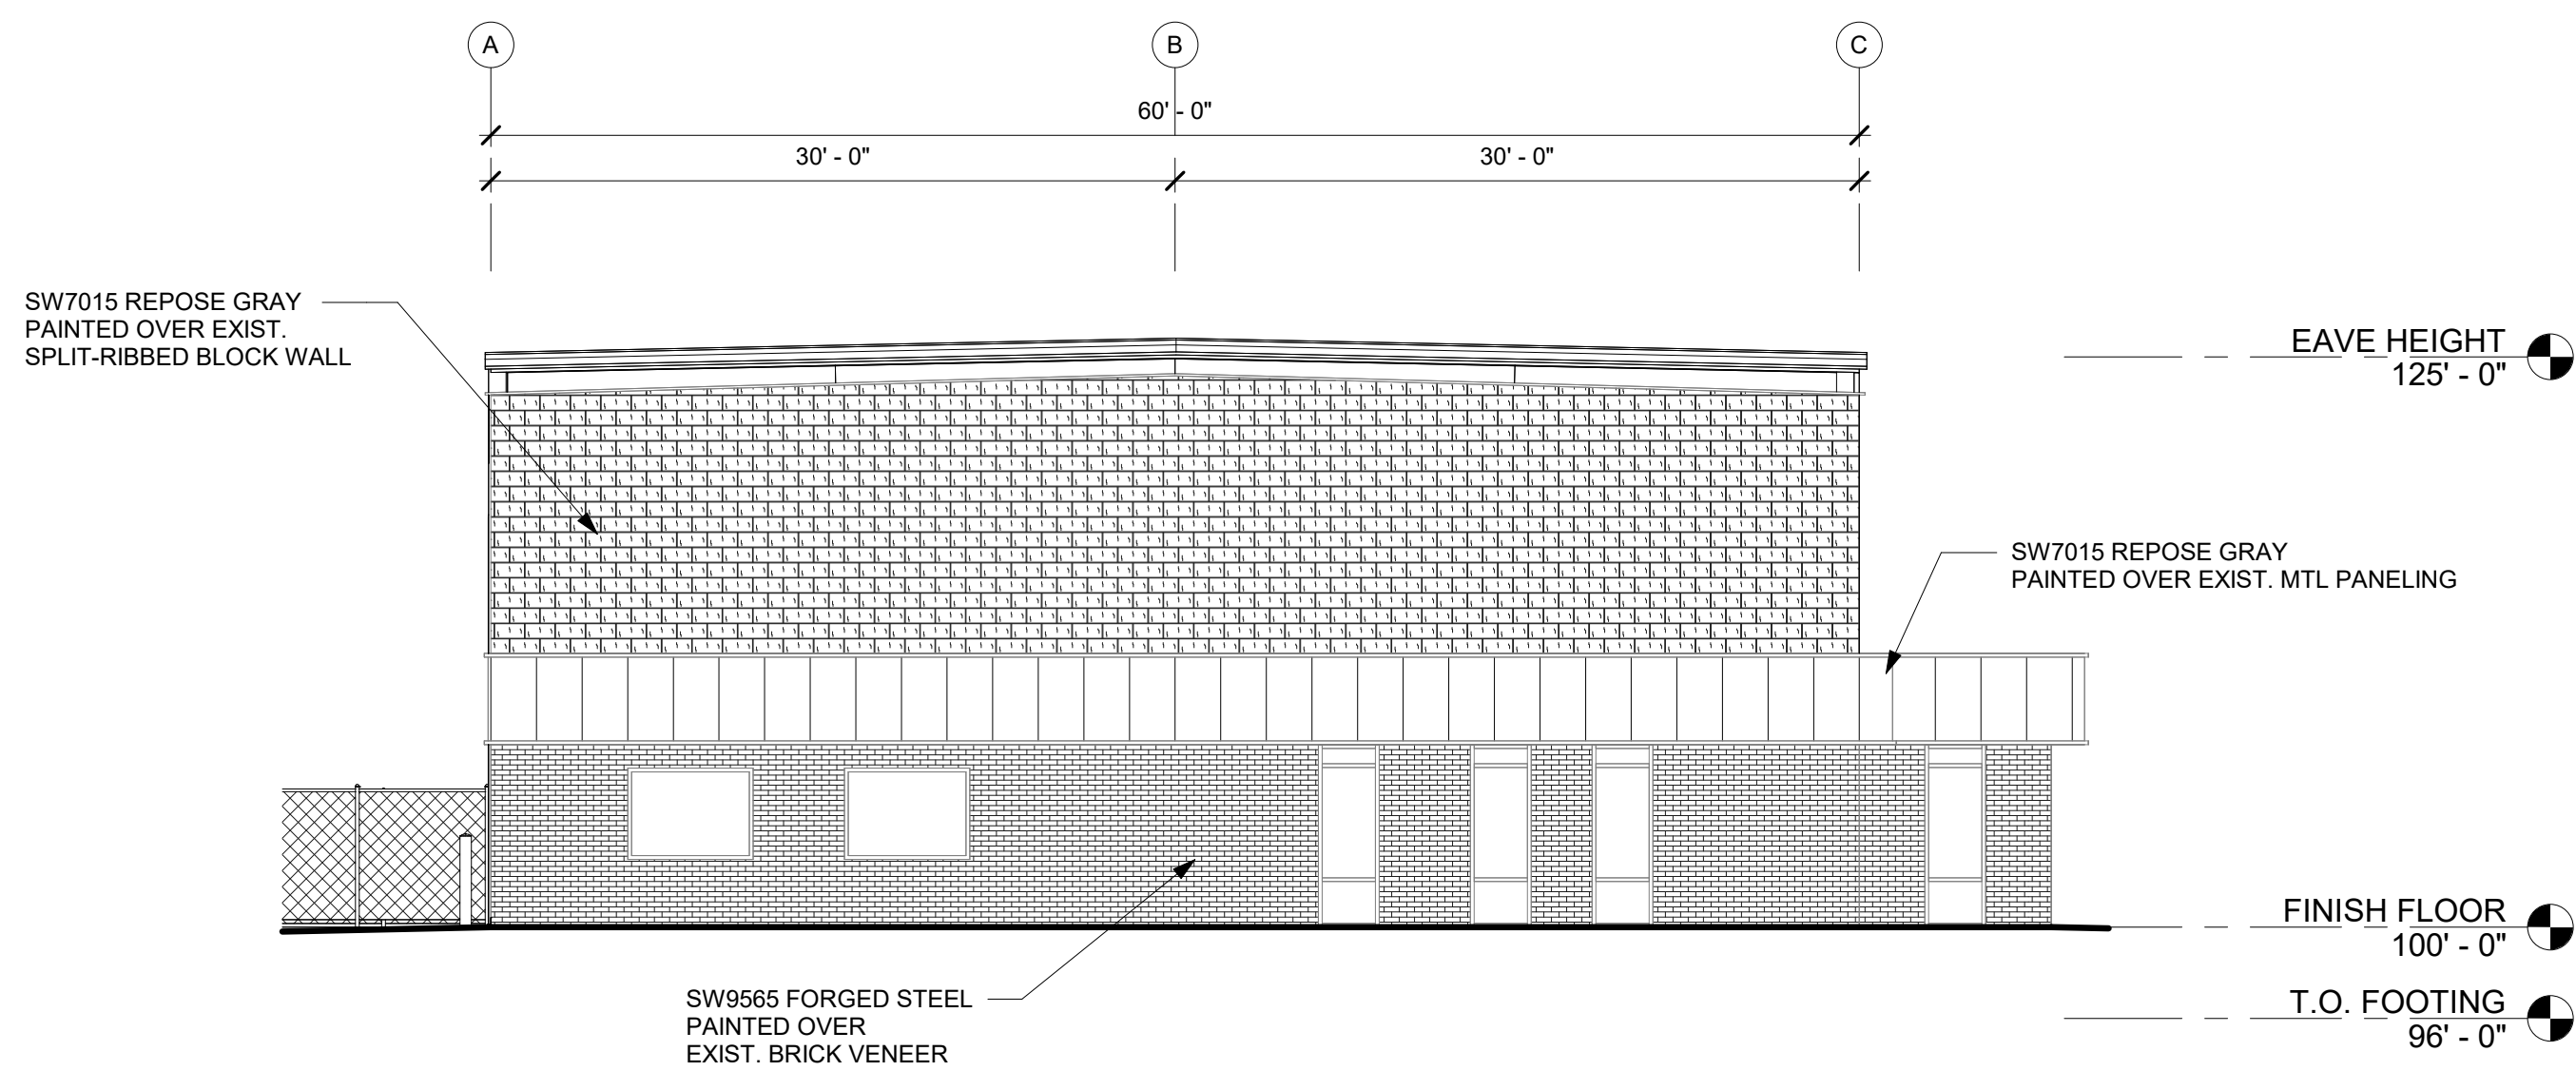 A
B
C
60' - 0"
30' - 0"
30' - 0"
SW7015 REPOSE GRAY
PAINTED OVER EXIST.
SPLIT-RIBBED BLOCK WALL
EAVE HEIGHT
125' - 0"
SW7015 REPOSE GRAY
PAINTED OVER EXIST. MTL PANELING
FINISH FLOOR
100' - 0"
SW9565 FORGED STEEL
PAINTED OVER
EXIST. BRICK VENEER
T.O. FOOTING
96' - 0"